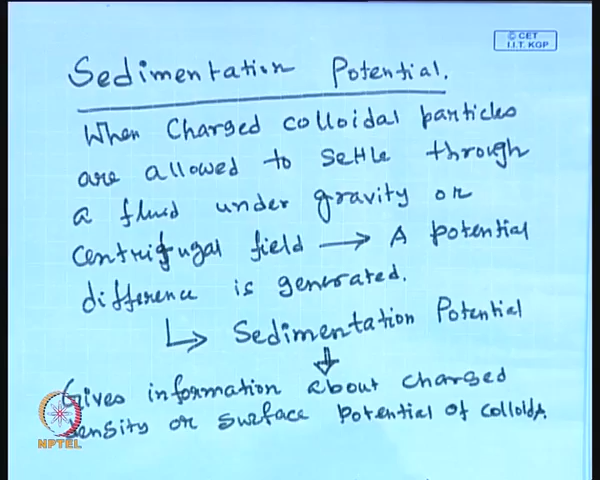 © CET
I.I.T. KGP
Sedimentation Potential.
When Charged colloidal particles
are allowed to settle through
a fluid under gravity or
centrifugal field → A potential
difference is generated.
↳ Sedimentation Potential
⇓
Gives information about charged
density or surface potential of colloids.
NPTEL